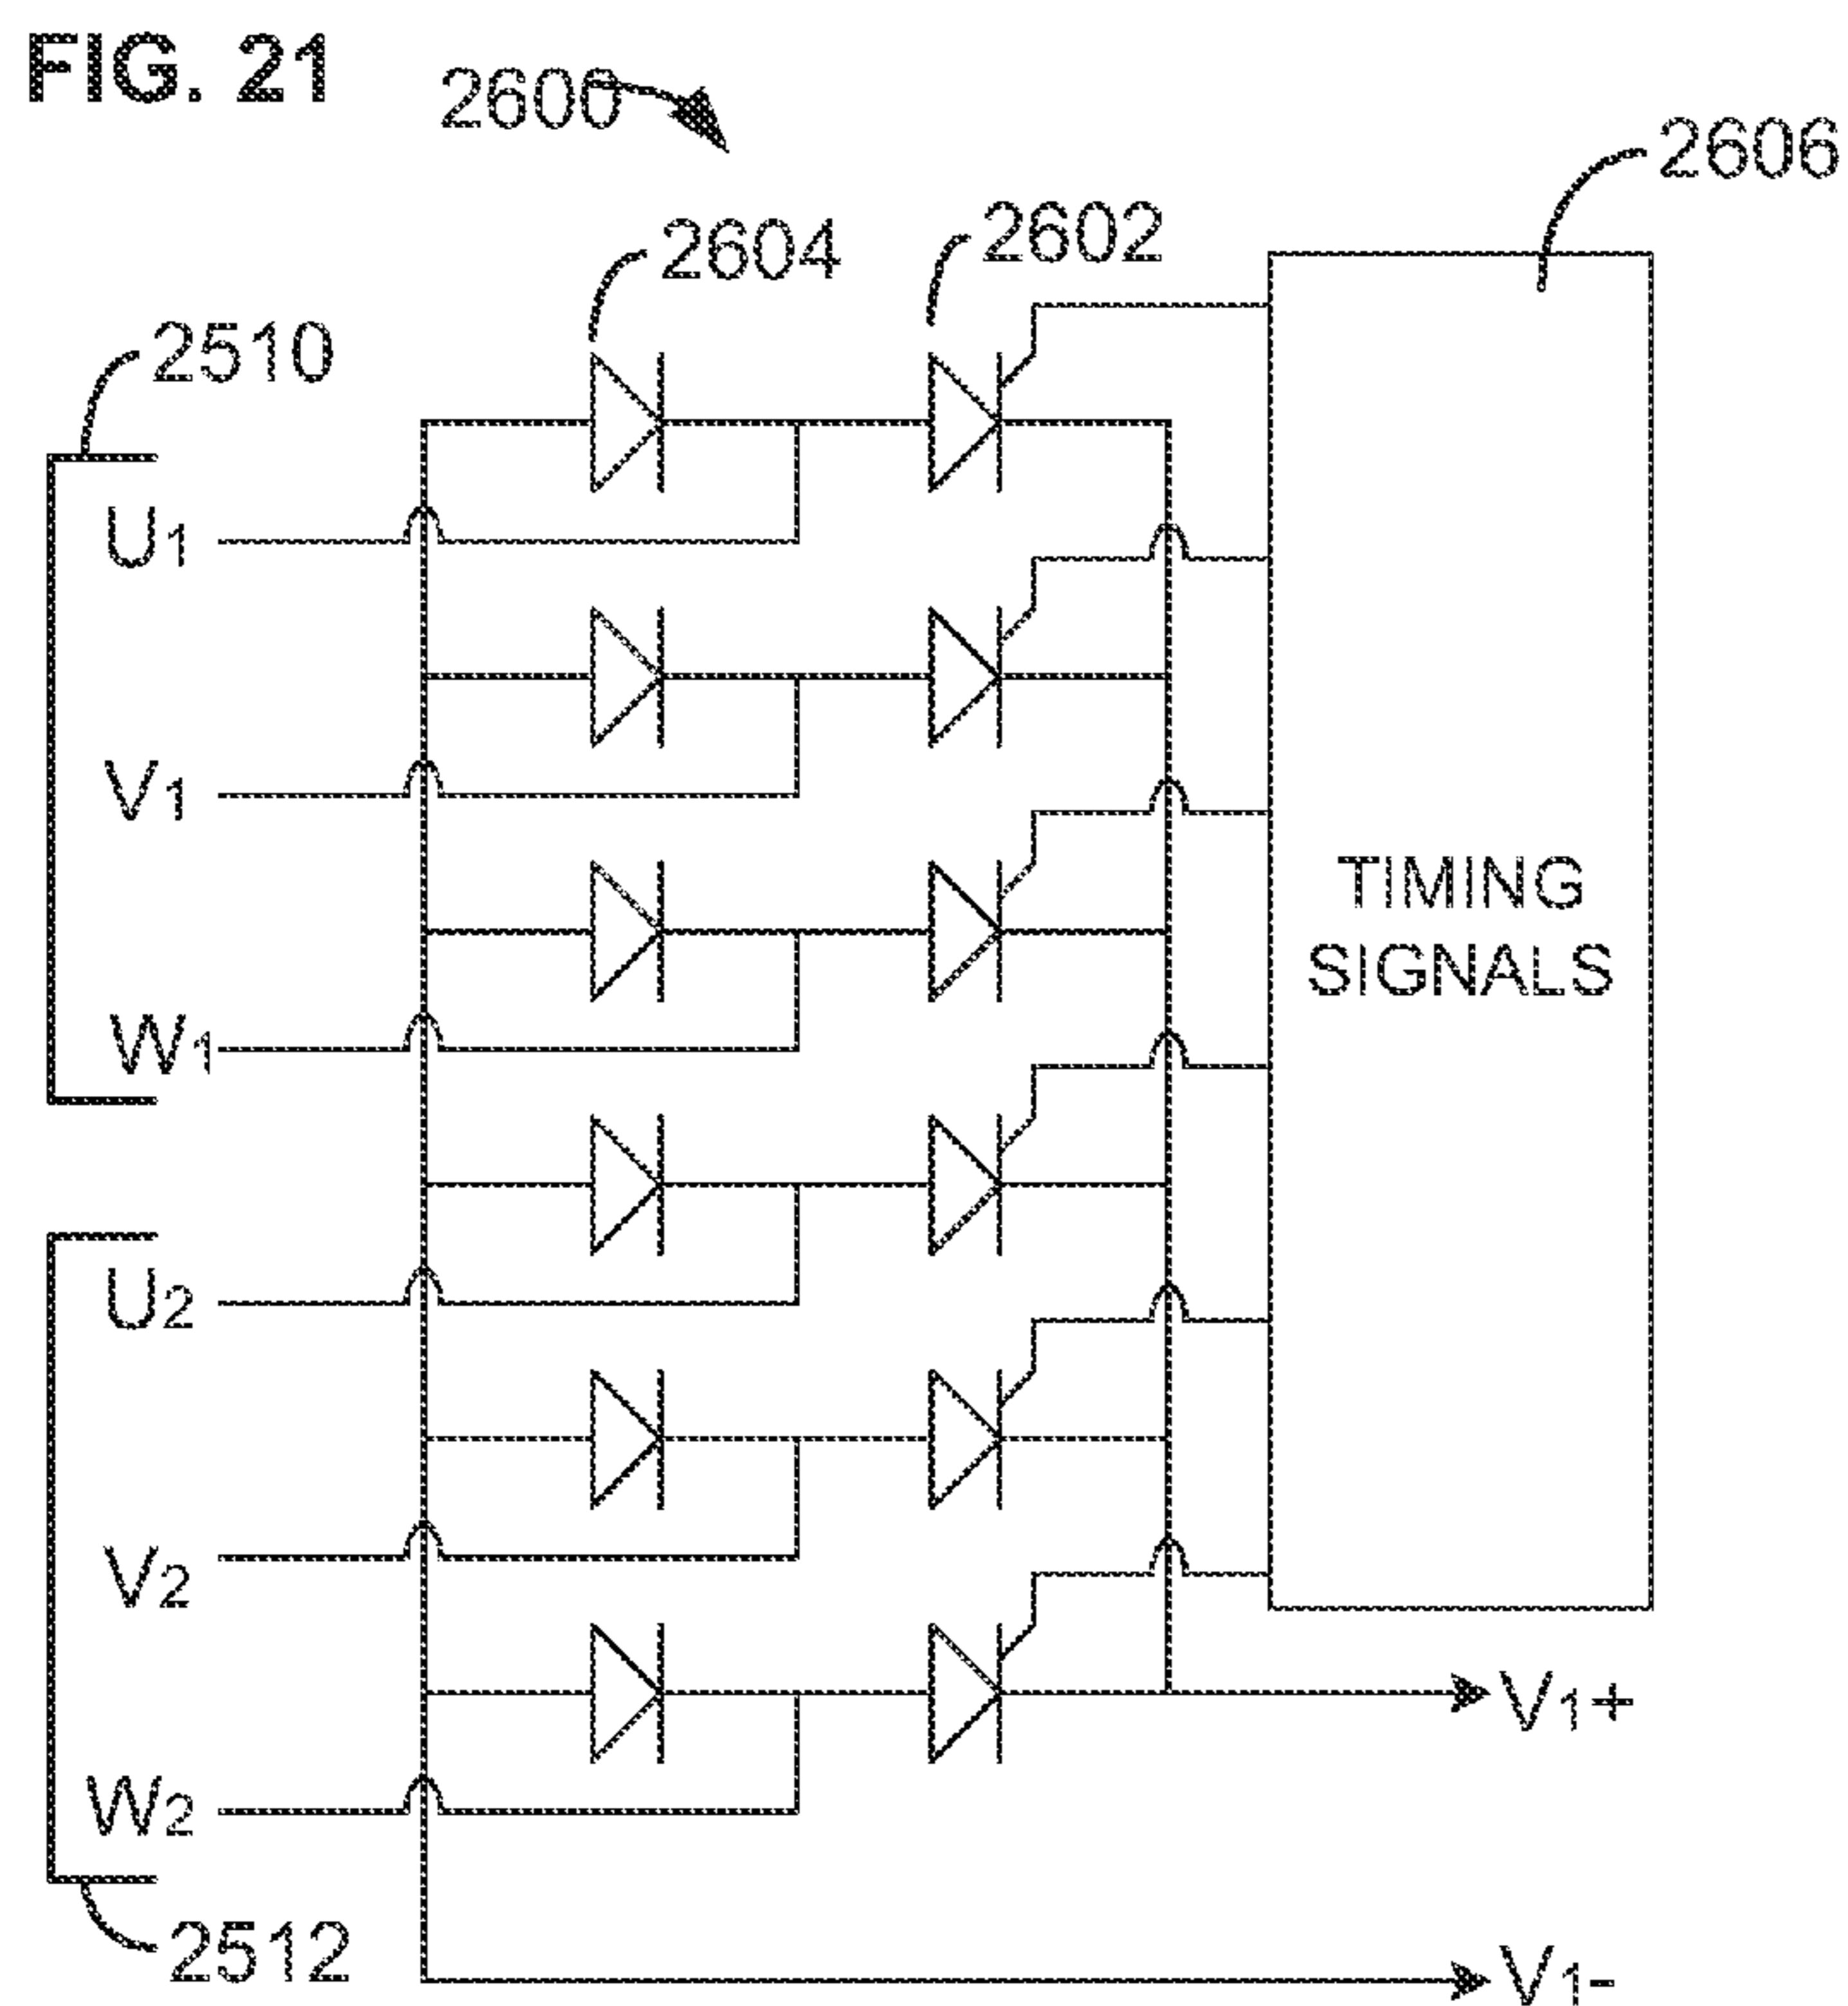 FIG. 21
2600
2606
2604
2602
2510
U1
V1
W1
TIMING
SIGNALS
U2
V2
W2
V1+
2512
V1-